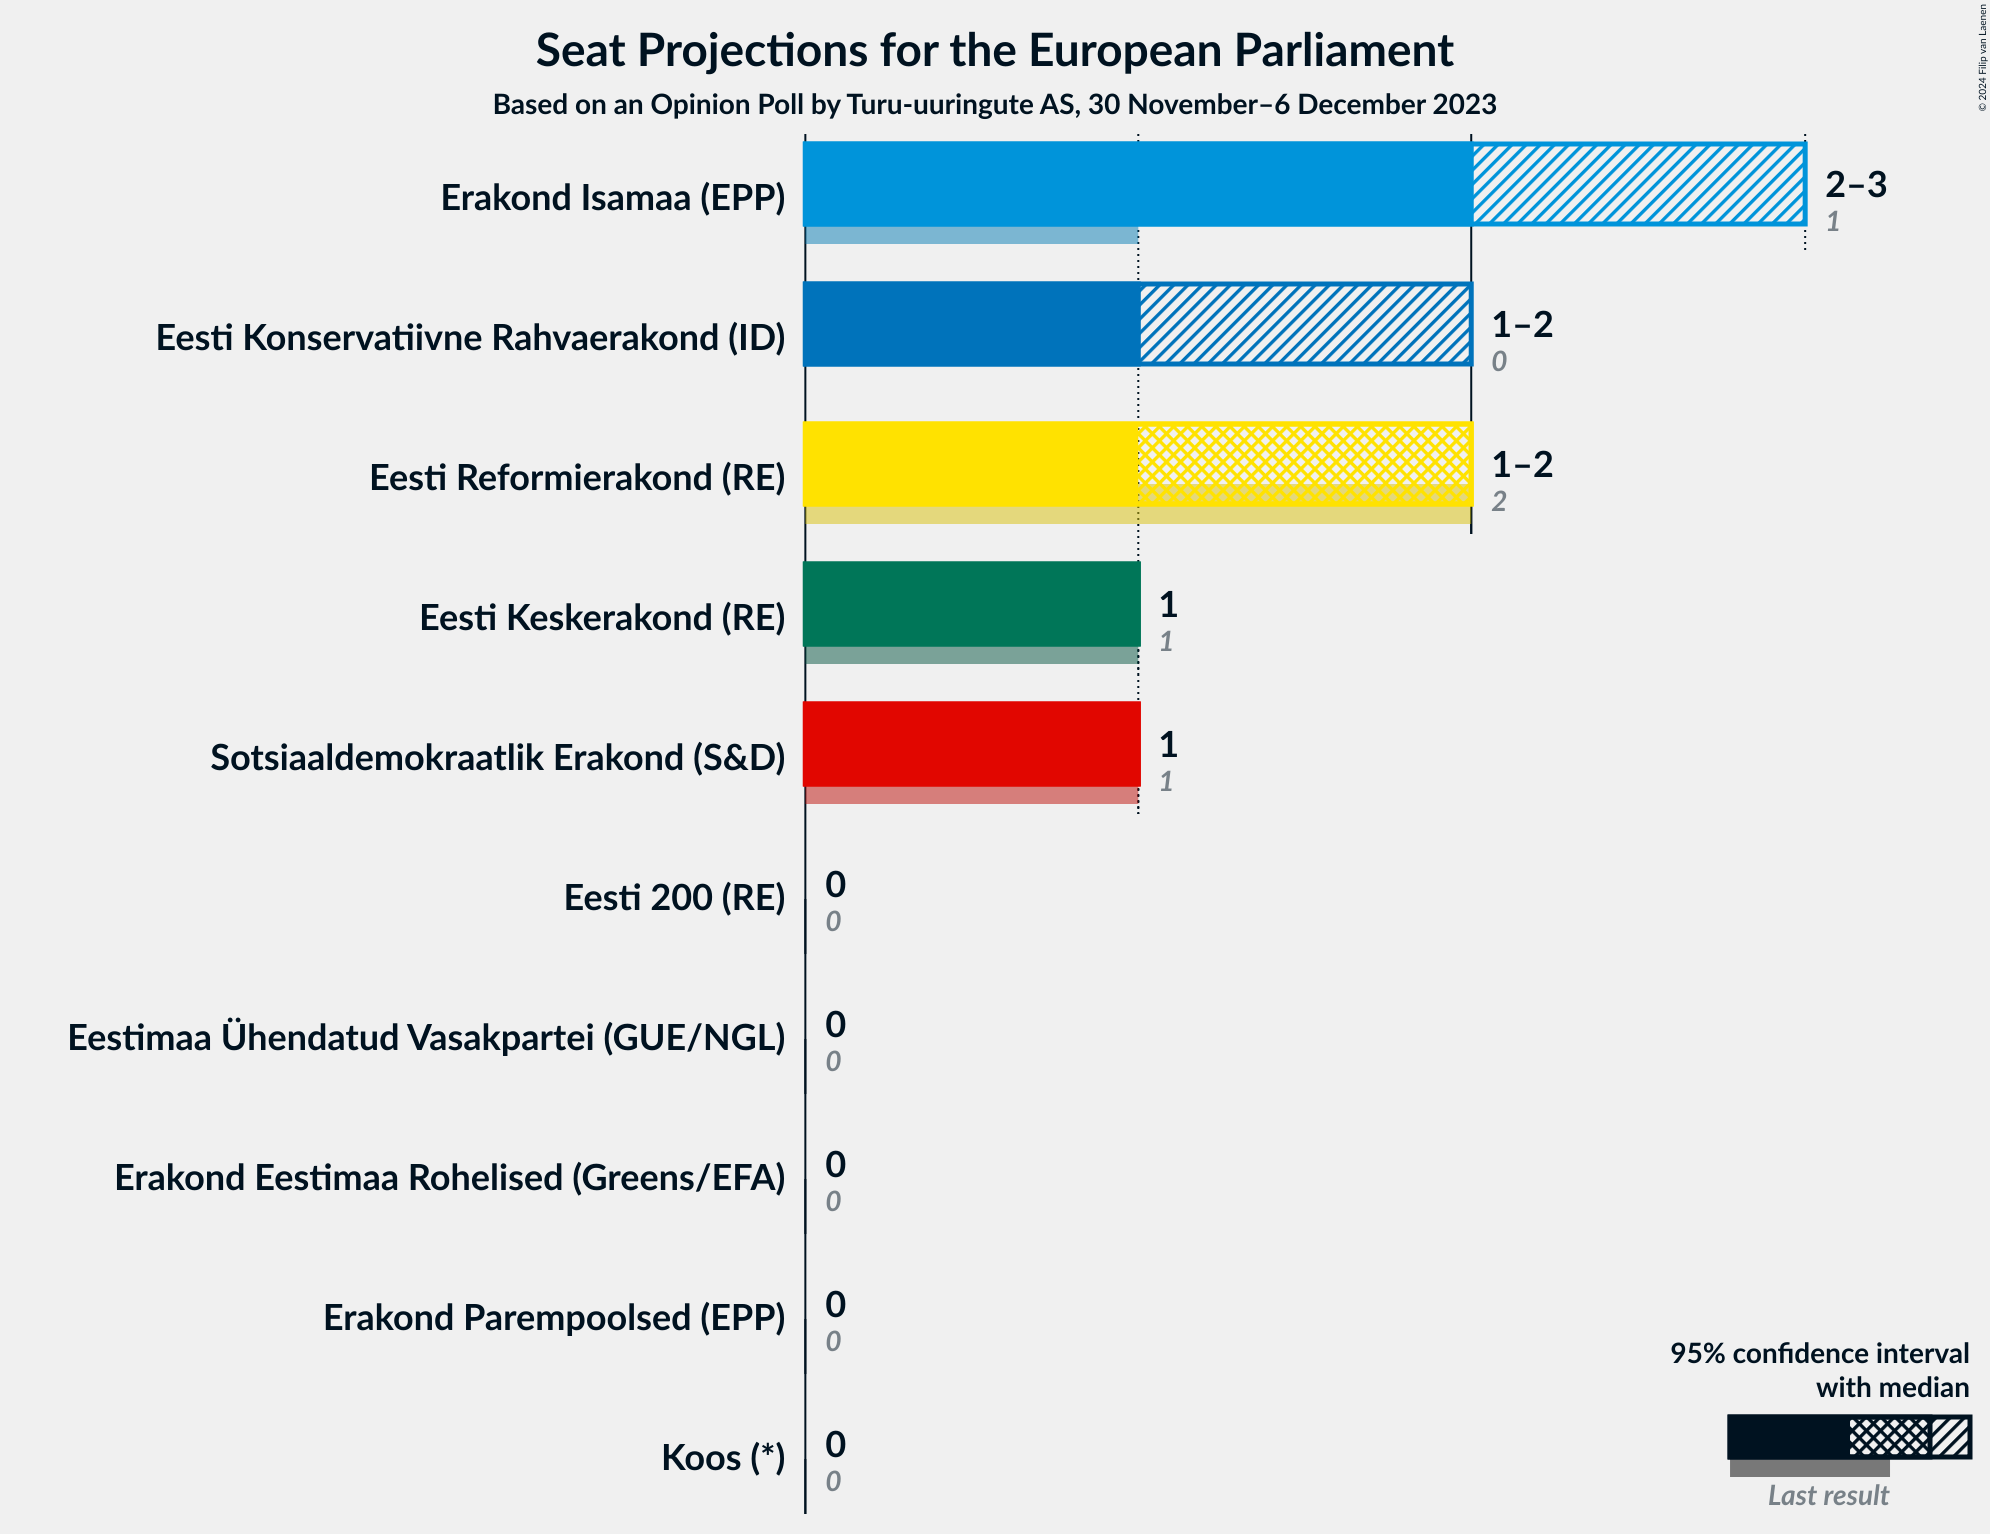 Seat Projections for the European Parliament
Based on an Opinion Poll by Turu-uuringute AS, 30 November–6 December 2023
© 2024 Filip van Laenen
Erakond Isamaa (EPP)
2–3
1
Eesti Konservatiivne Rahvaerakond (ID)
1–2
0
Eesti Reformierakond (RE)
1–2
2
Eesti Keskerakond (RE)
1
1
Sotsiaaldemokraatlik Erakond (S&D)
1
1
Eesti 200 (RE)
0
0
Eestimaa Ühendatud Vasakpartei (GUE/NGL)
0
0
Erakond Eestimaa Rohelised (Greens/EFA)
0
0
Erakond Parempoolsed (EPP)
0
0
Koos (*)
0
0
95% confidence interval
with median
Last result